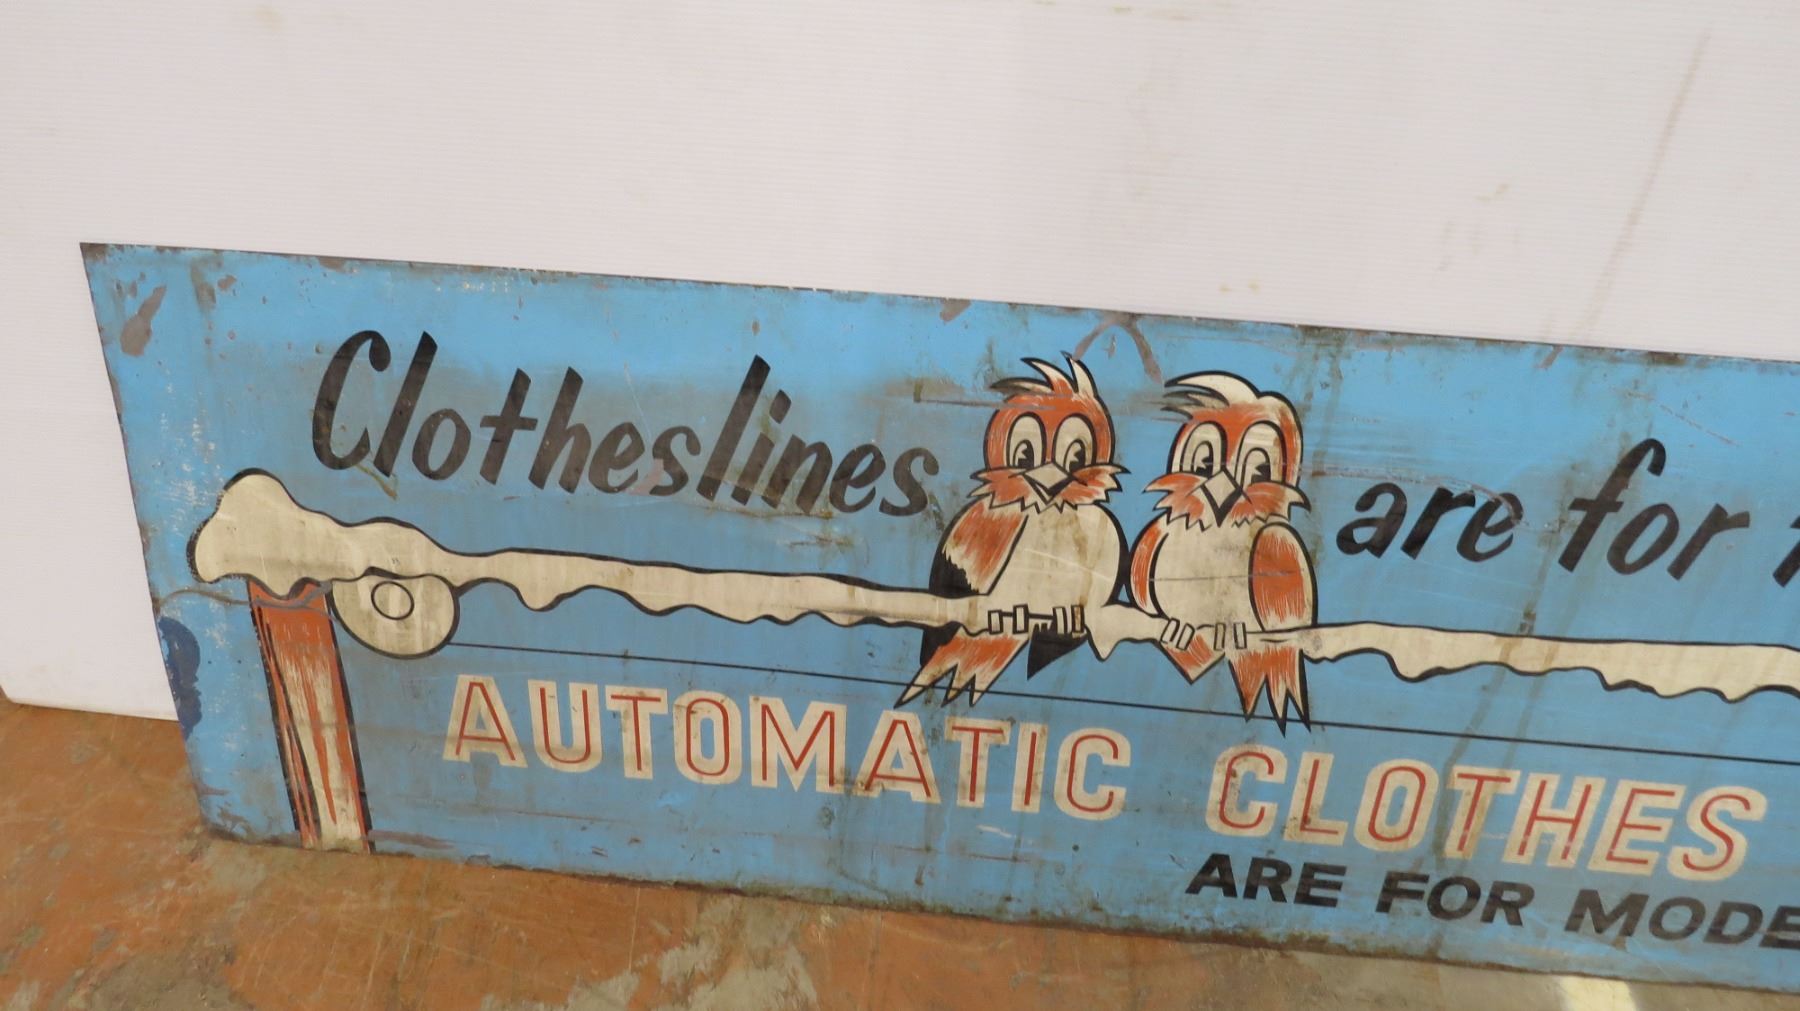 Clotheslines are for
AUTOMATIC CLOTHES
ARE FOR